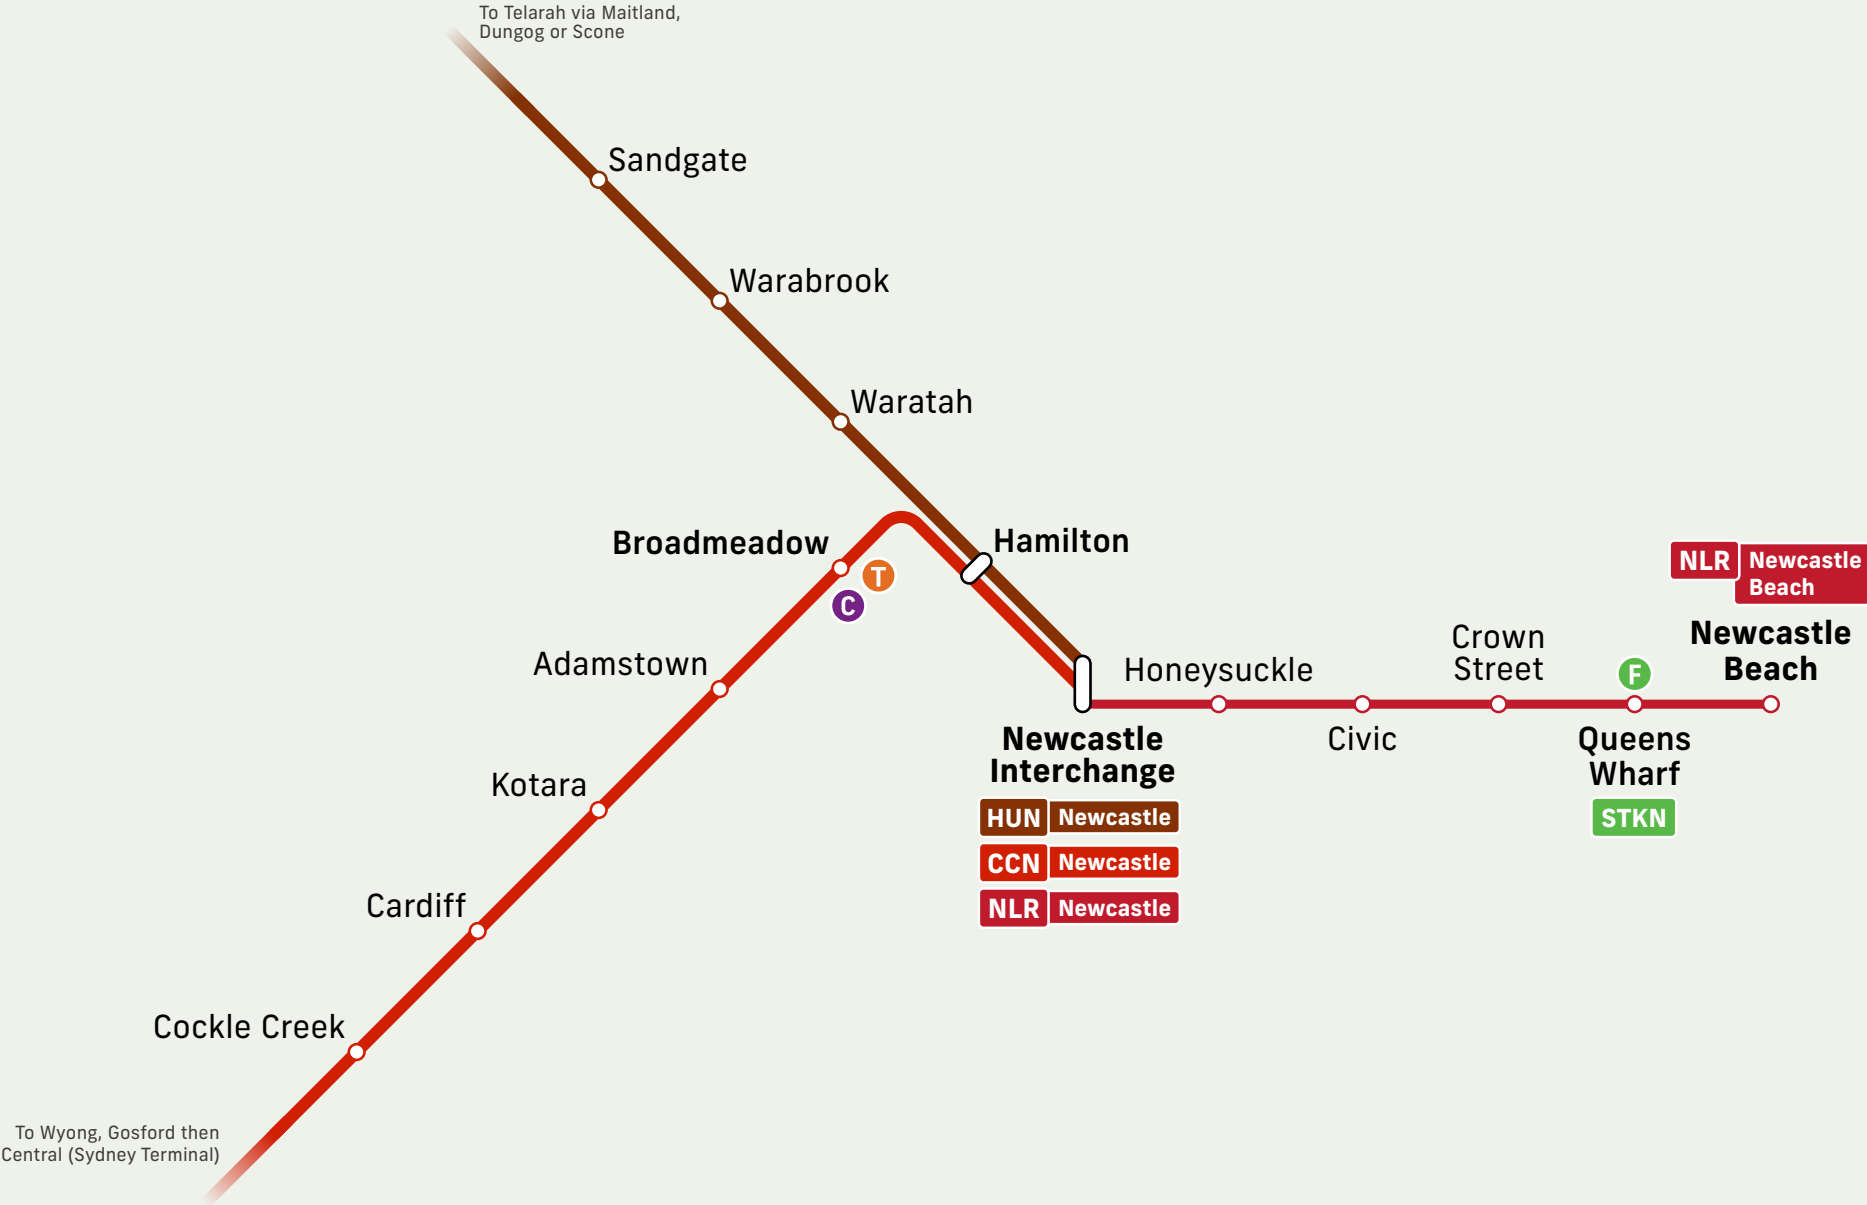 To Telarah via Maitland,
Dungog or Scone
Sandgate
Warabrook
Waratah
Broadmeadow
T
C
Hamilton
NLR Newcastle
Beach
Newcastle
Beach
Crown
Street
F
Honeysuckle
Adamstown
Newcastle
Interchange
Civic
Queens
Wharf
HUN Newcastle
STKN
CCN Newcastle
NLR Newcastle
Kotara
Cardiff
Cockle Creek
To Wyong, Gosford then
Central (Sydney Terminal)